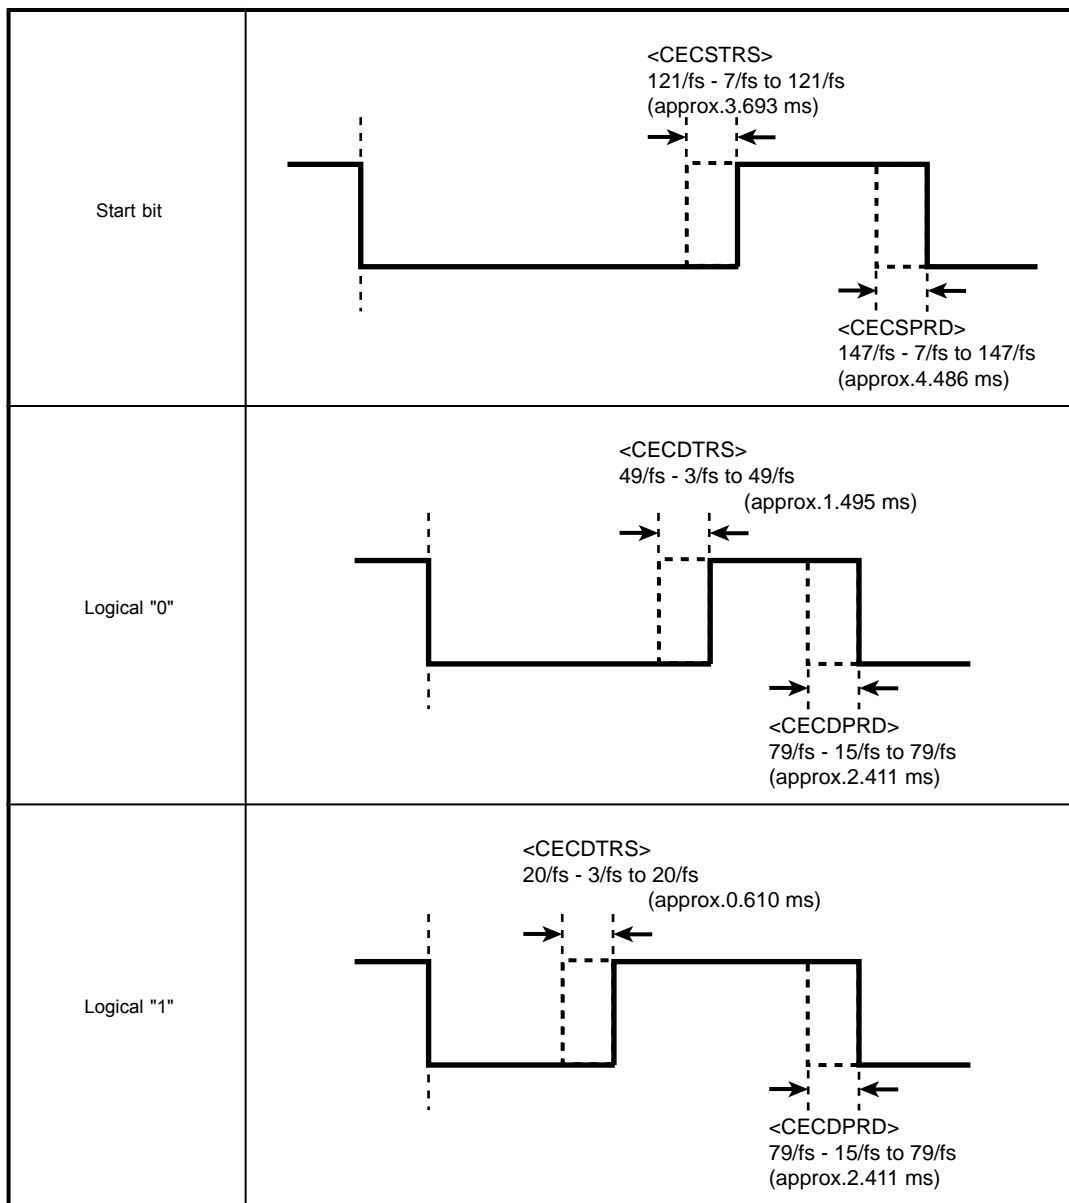 Start bit
<CECSTRS>
121/fs - 7/fs to 121/fs
(approx.3.693 ms)
<CECSPRD>
147/fs - 7/fs to 147/fs
(approx.4.486 ms)
Logical "0"
<CECDTRS>
49/fs - 3/fs to 49/fs
(approx.1.495 ms)
<CECDPRD>
79/fs - 15/fs to 79/fs
(approx.2.411 ms)
Logical "1"
<CECDTRS>
20/fs - 3/fs to 20/fs
(approx.0.610 ms)
<CECDPRD>
79/fs - 15/fs to 79/fs
(approx.2.411 ms)